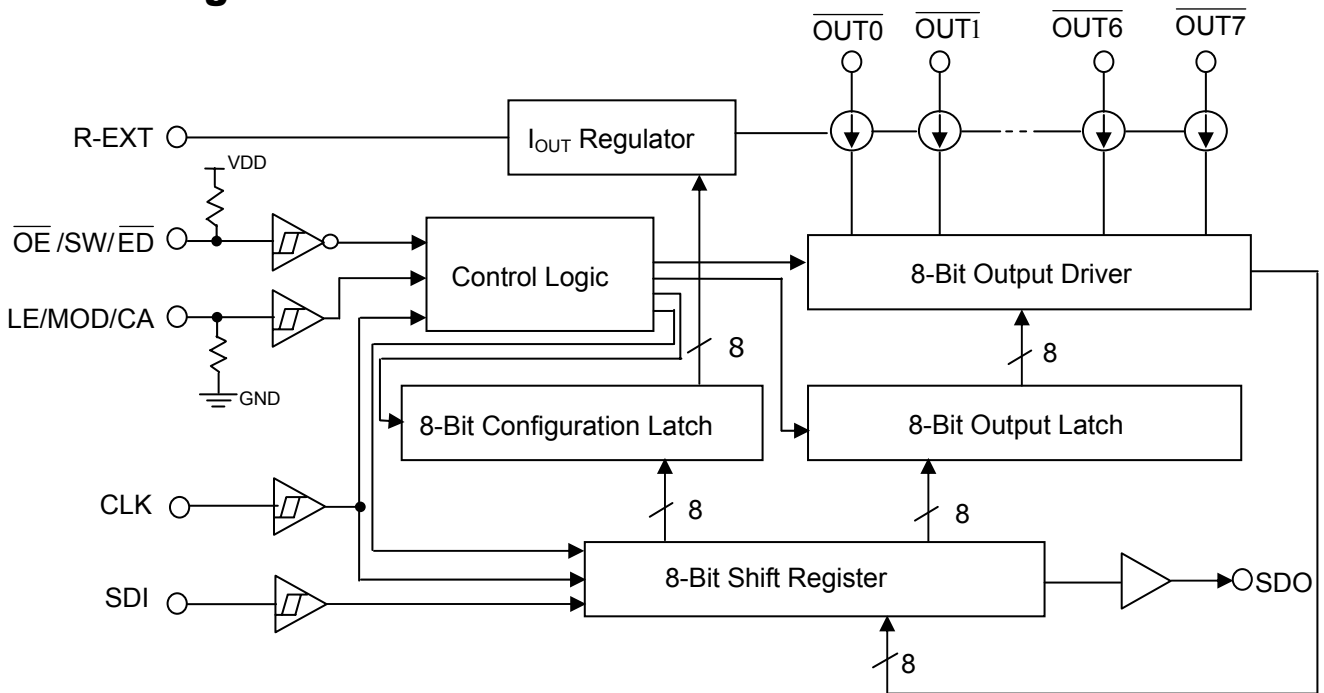 OUT0 OUT1 OUT6 OUT7
R-EXT
IOUT Regulator
VDD
OE /SW/ED
Control Logic
8-Bit Output Driver
LE/MOD/CA
8
8
GND
8-Bit Configuration Latch
8-Bit Output Latch
CLK
8
8
8-Bit Shift Register
SDI
SDO
8